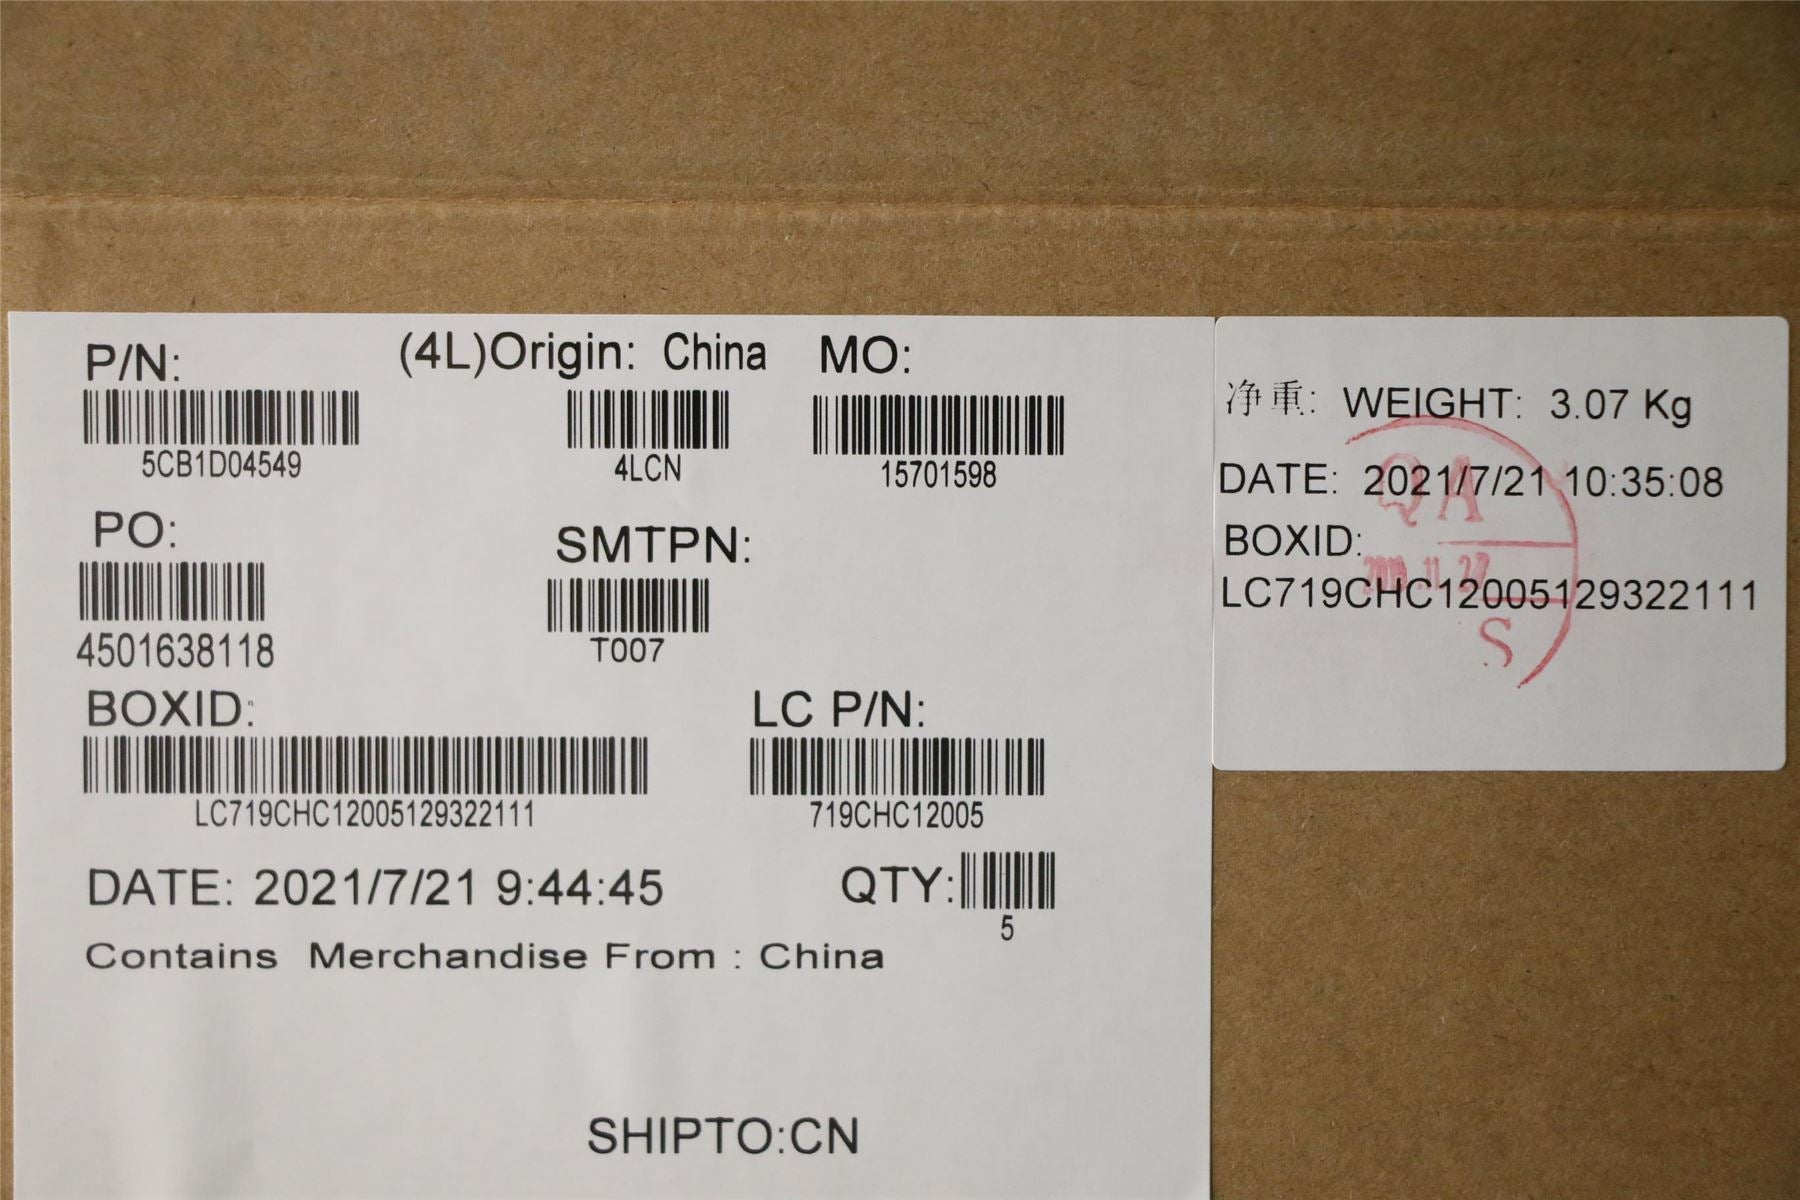 P/N:
(4L)Origin: China
MO:
5CB1D04549
4LCN
15701598
PO:
SMTPN:
4501638118
T007
BOXID:
LC P/N:
LC719CHC12005129322111
719CHC12005
DATE: 2021/7/21 9:44:45
QTY:
5
Contains Merchandise From : China
SHIPTO:CN
净重: WEIGHT: 3.07 Kg
DATE: 2021/7/21 10:35:08
BOXID:
LC719CHC12005129322111
QA
S